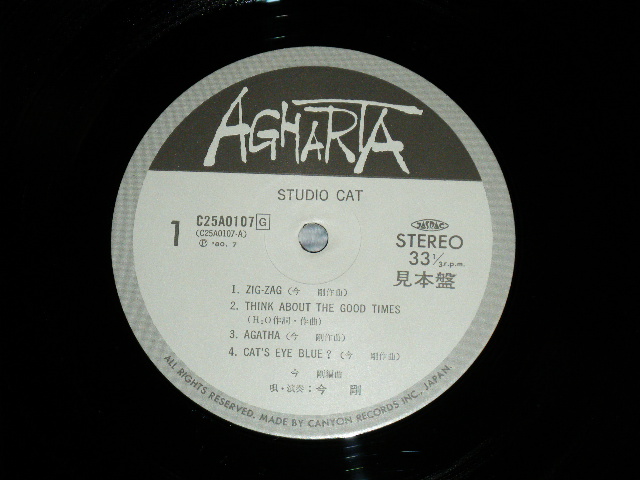 AGHARTA
STUDIO CAT
1
C25A0107 G
(C25A0107-A)
Ⓟ '80. 7
JASRAC
STEREO
33 1/3 r.p.m.
見本盤
1. ZIG-ZAG (今 剛作曲)
2. THINK ABOUT THE GOOD TIMES
(H₂O作詞・作曲)
3. AGATHA (今 剛作曲)
4. CAT'S EYE BLUE? (今 剛作曲)
今 剛編曲
唄・演奏:今 剛
ALL RIGHTS RESERVED. MADE BY CANYON RECORDS INC., JAPAN.